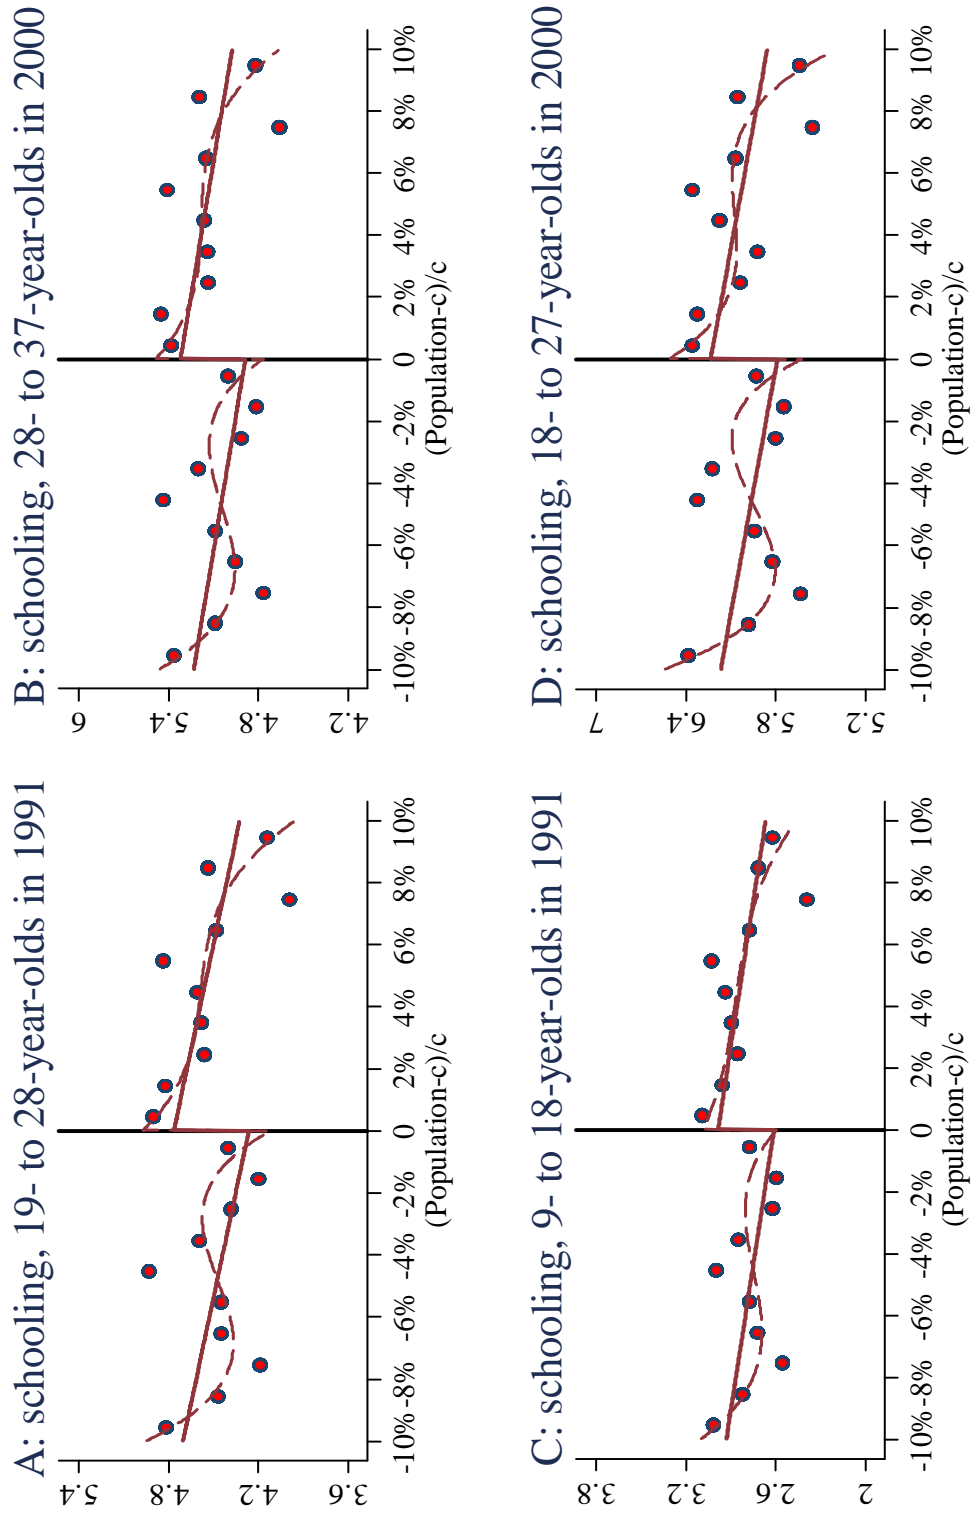 A: schooling, 19- to 28-year-olds in 1991
5.4
4.8
4.2
3.6
-10% -8% -6% -4% -2% 0 2% 4% 6% 8% 10%
(Population-c)/c
B: schooling, 28- to 37-year-olds in 2000
6
5.4
4.8
4.2
-10% -8% -6% -4% -2% 0 2% 4% 6% 8% 10%
(Population-c)/c
C: schooling, 9- to 18-year-olds in 1991
3.8
3.2
2.6
2
-10% -8% -6% -4% -2% 0 2% 4% 6% 8% 10%
(Population-c)/c
D: schooling, 18- to 27-year-olds in 2000
7
6.4
5.8
5.2
-10% -8% -6% -4% -2% 0 2% 4% 6% 8% 10%
(Population-c)/c